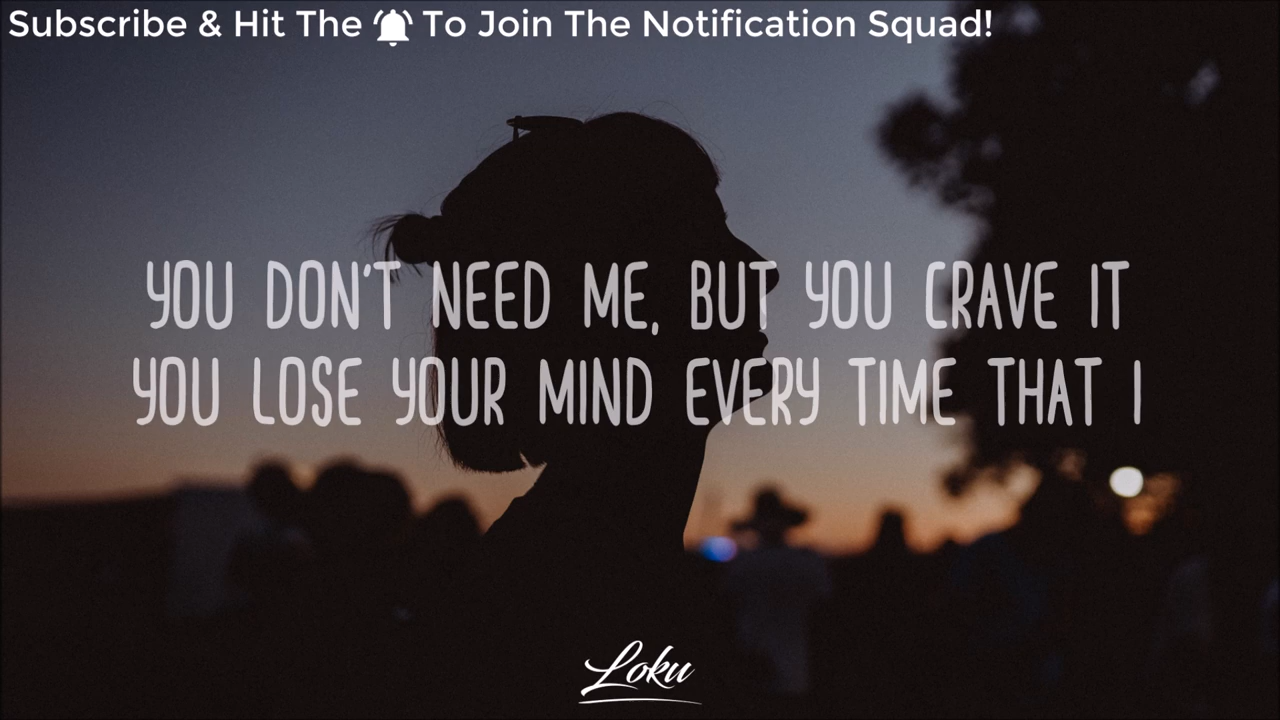 Subscribe & Hit The 🔔 To Join The Notification Squad!
YOU DON'T NEED ME, BUT YOU CRAVE IT
YOU LOSE YOUR MIND EVERY TIME THAT I
Loku